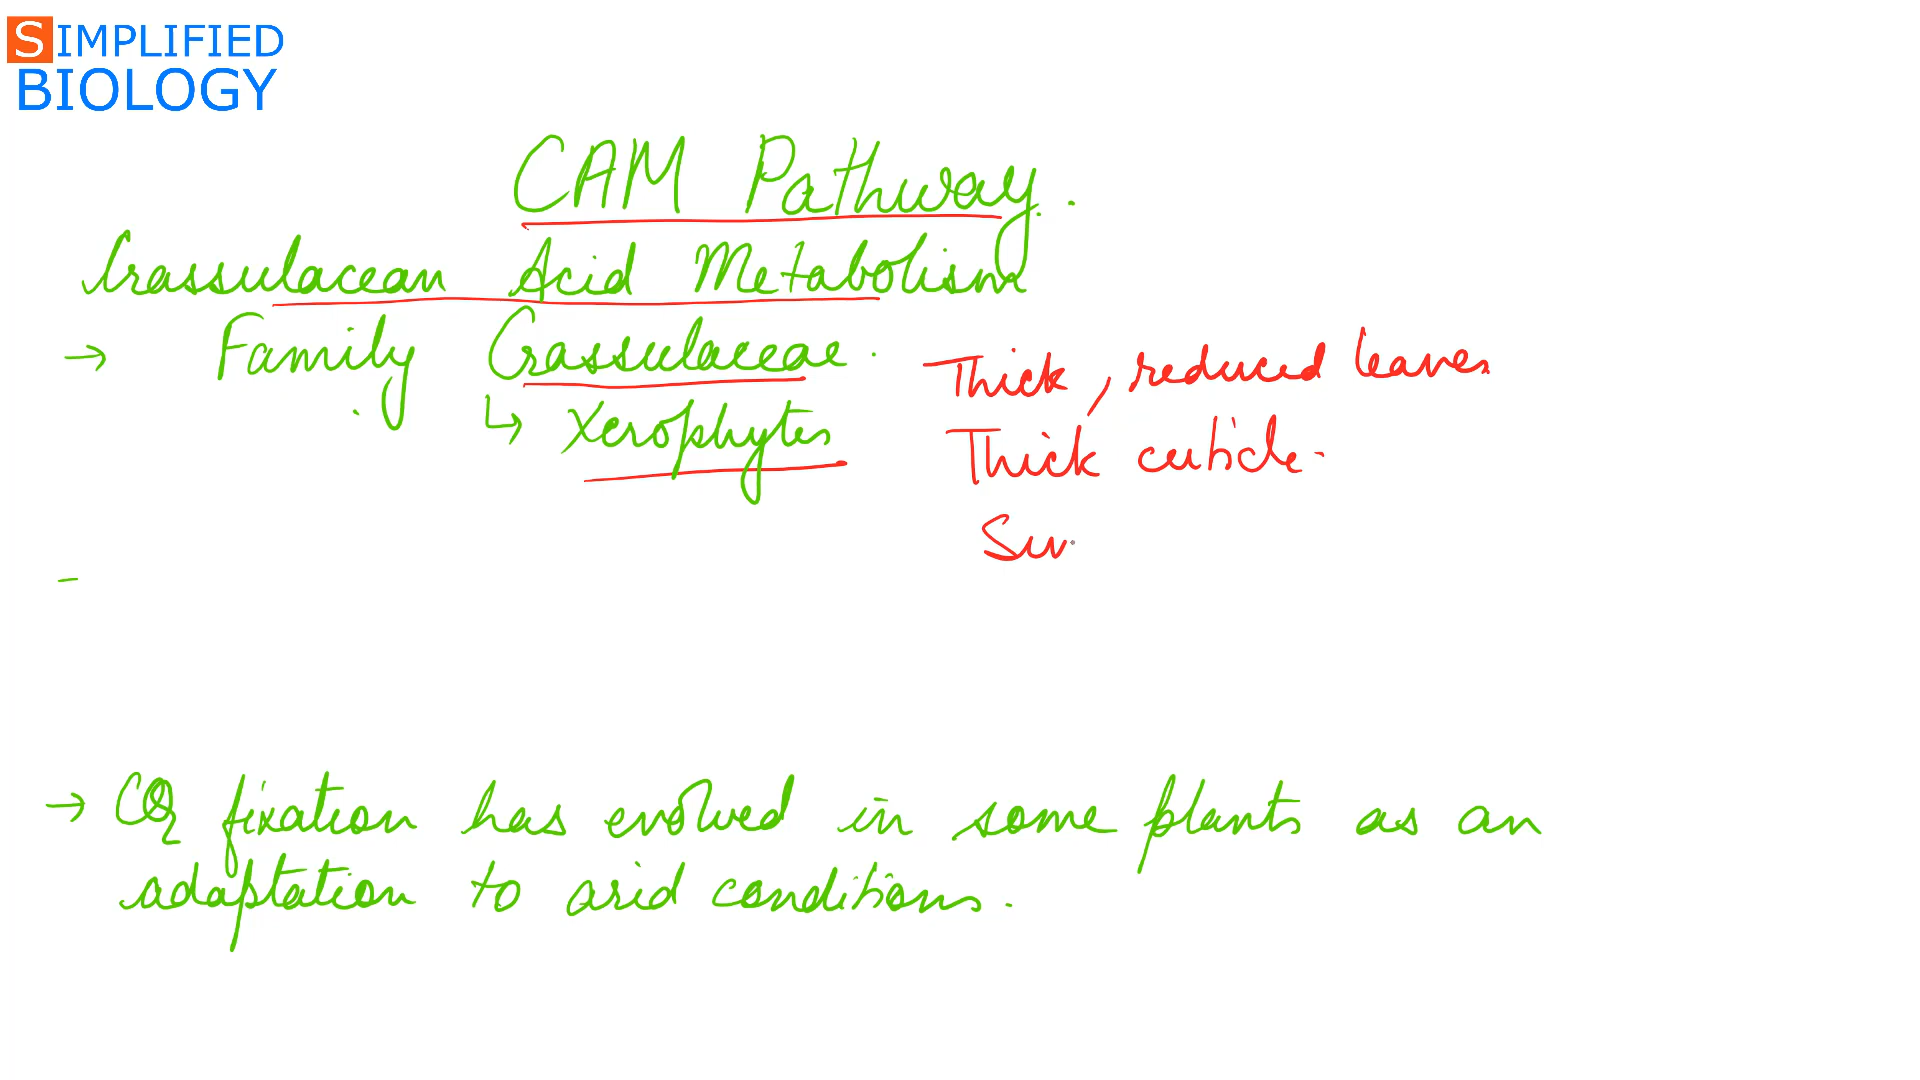 SIMPLIFIED
BIOLOGY
CAM Pathway.
Crassulacean Acid Metabolism
→ Family Crassulaceae.
↳ Xerophytes
Thick, reduced leaves
Thick cuticle.
Sun
→ CO2 fixation has evolved in some plants as an
adaptation to arid conditions.